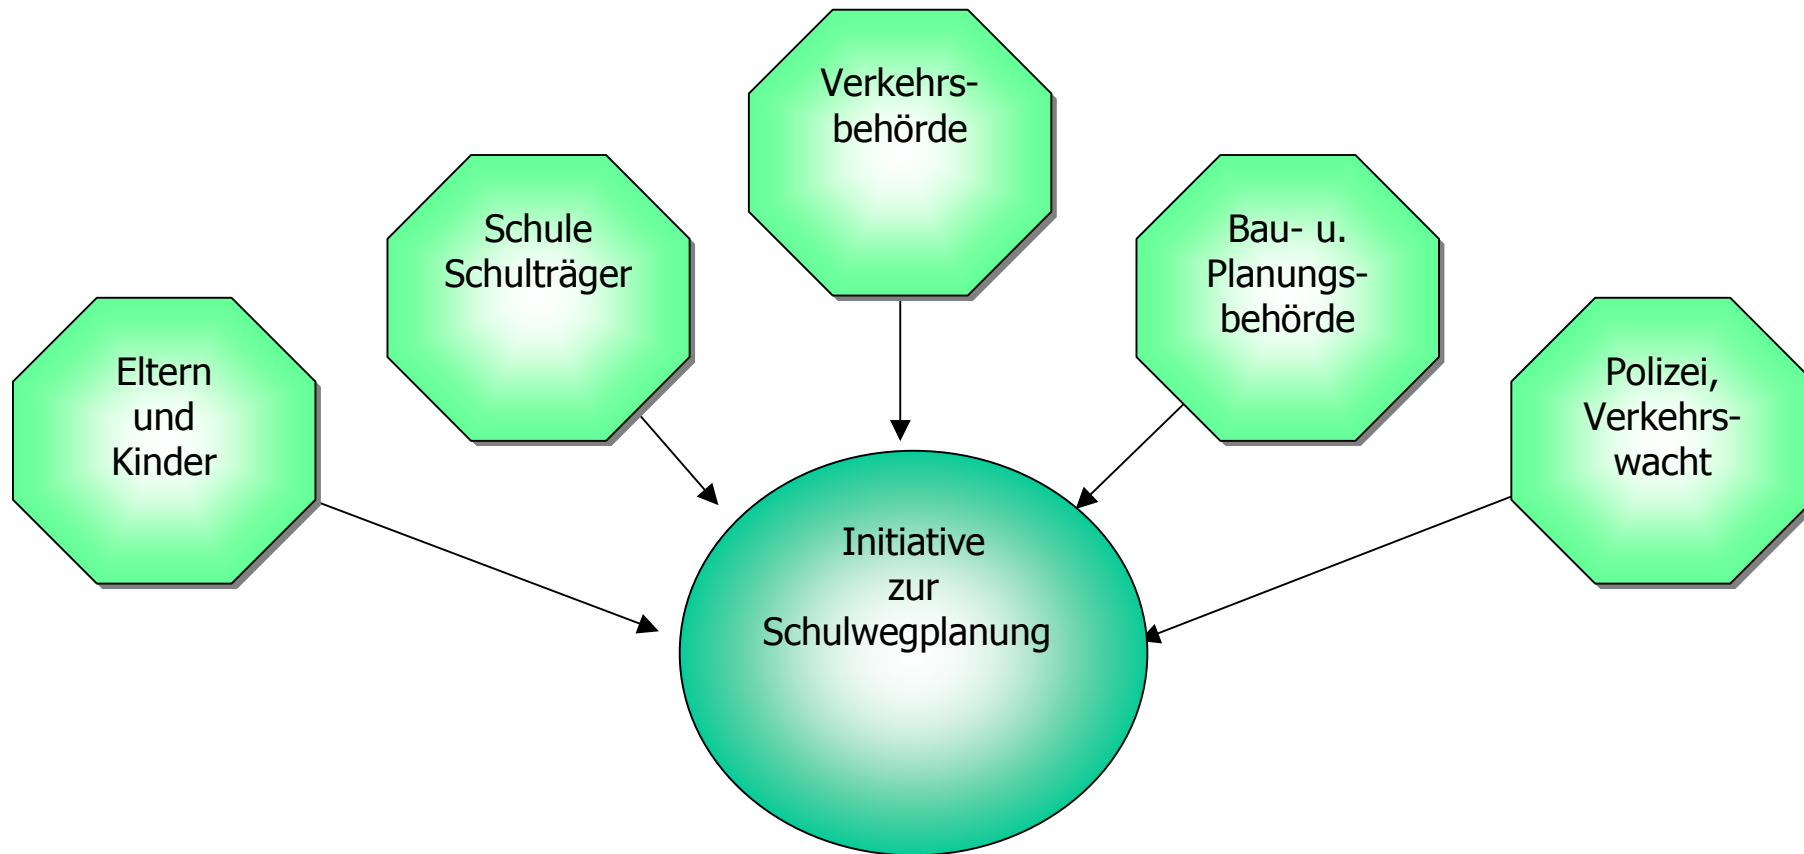 Verkehrs-
behörde
Schule
Schulträger
Bau- u.
Planungs-
behörde
Eltern
und
Kinder
Polizei,
Verkehrs-
wacht
Initiative
zur
Schulwegplanung